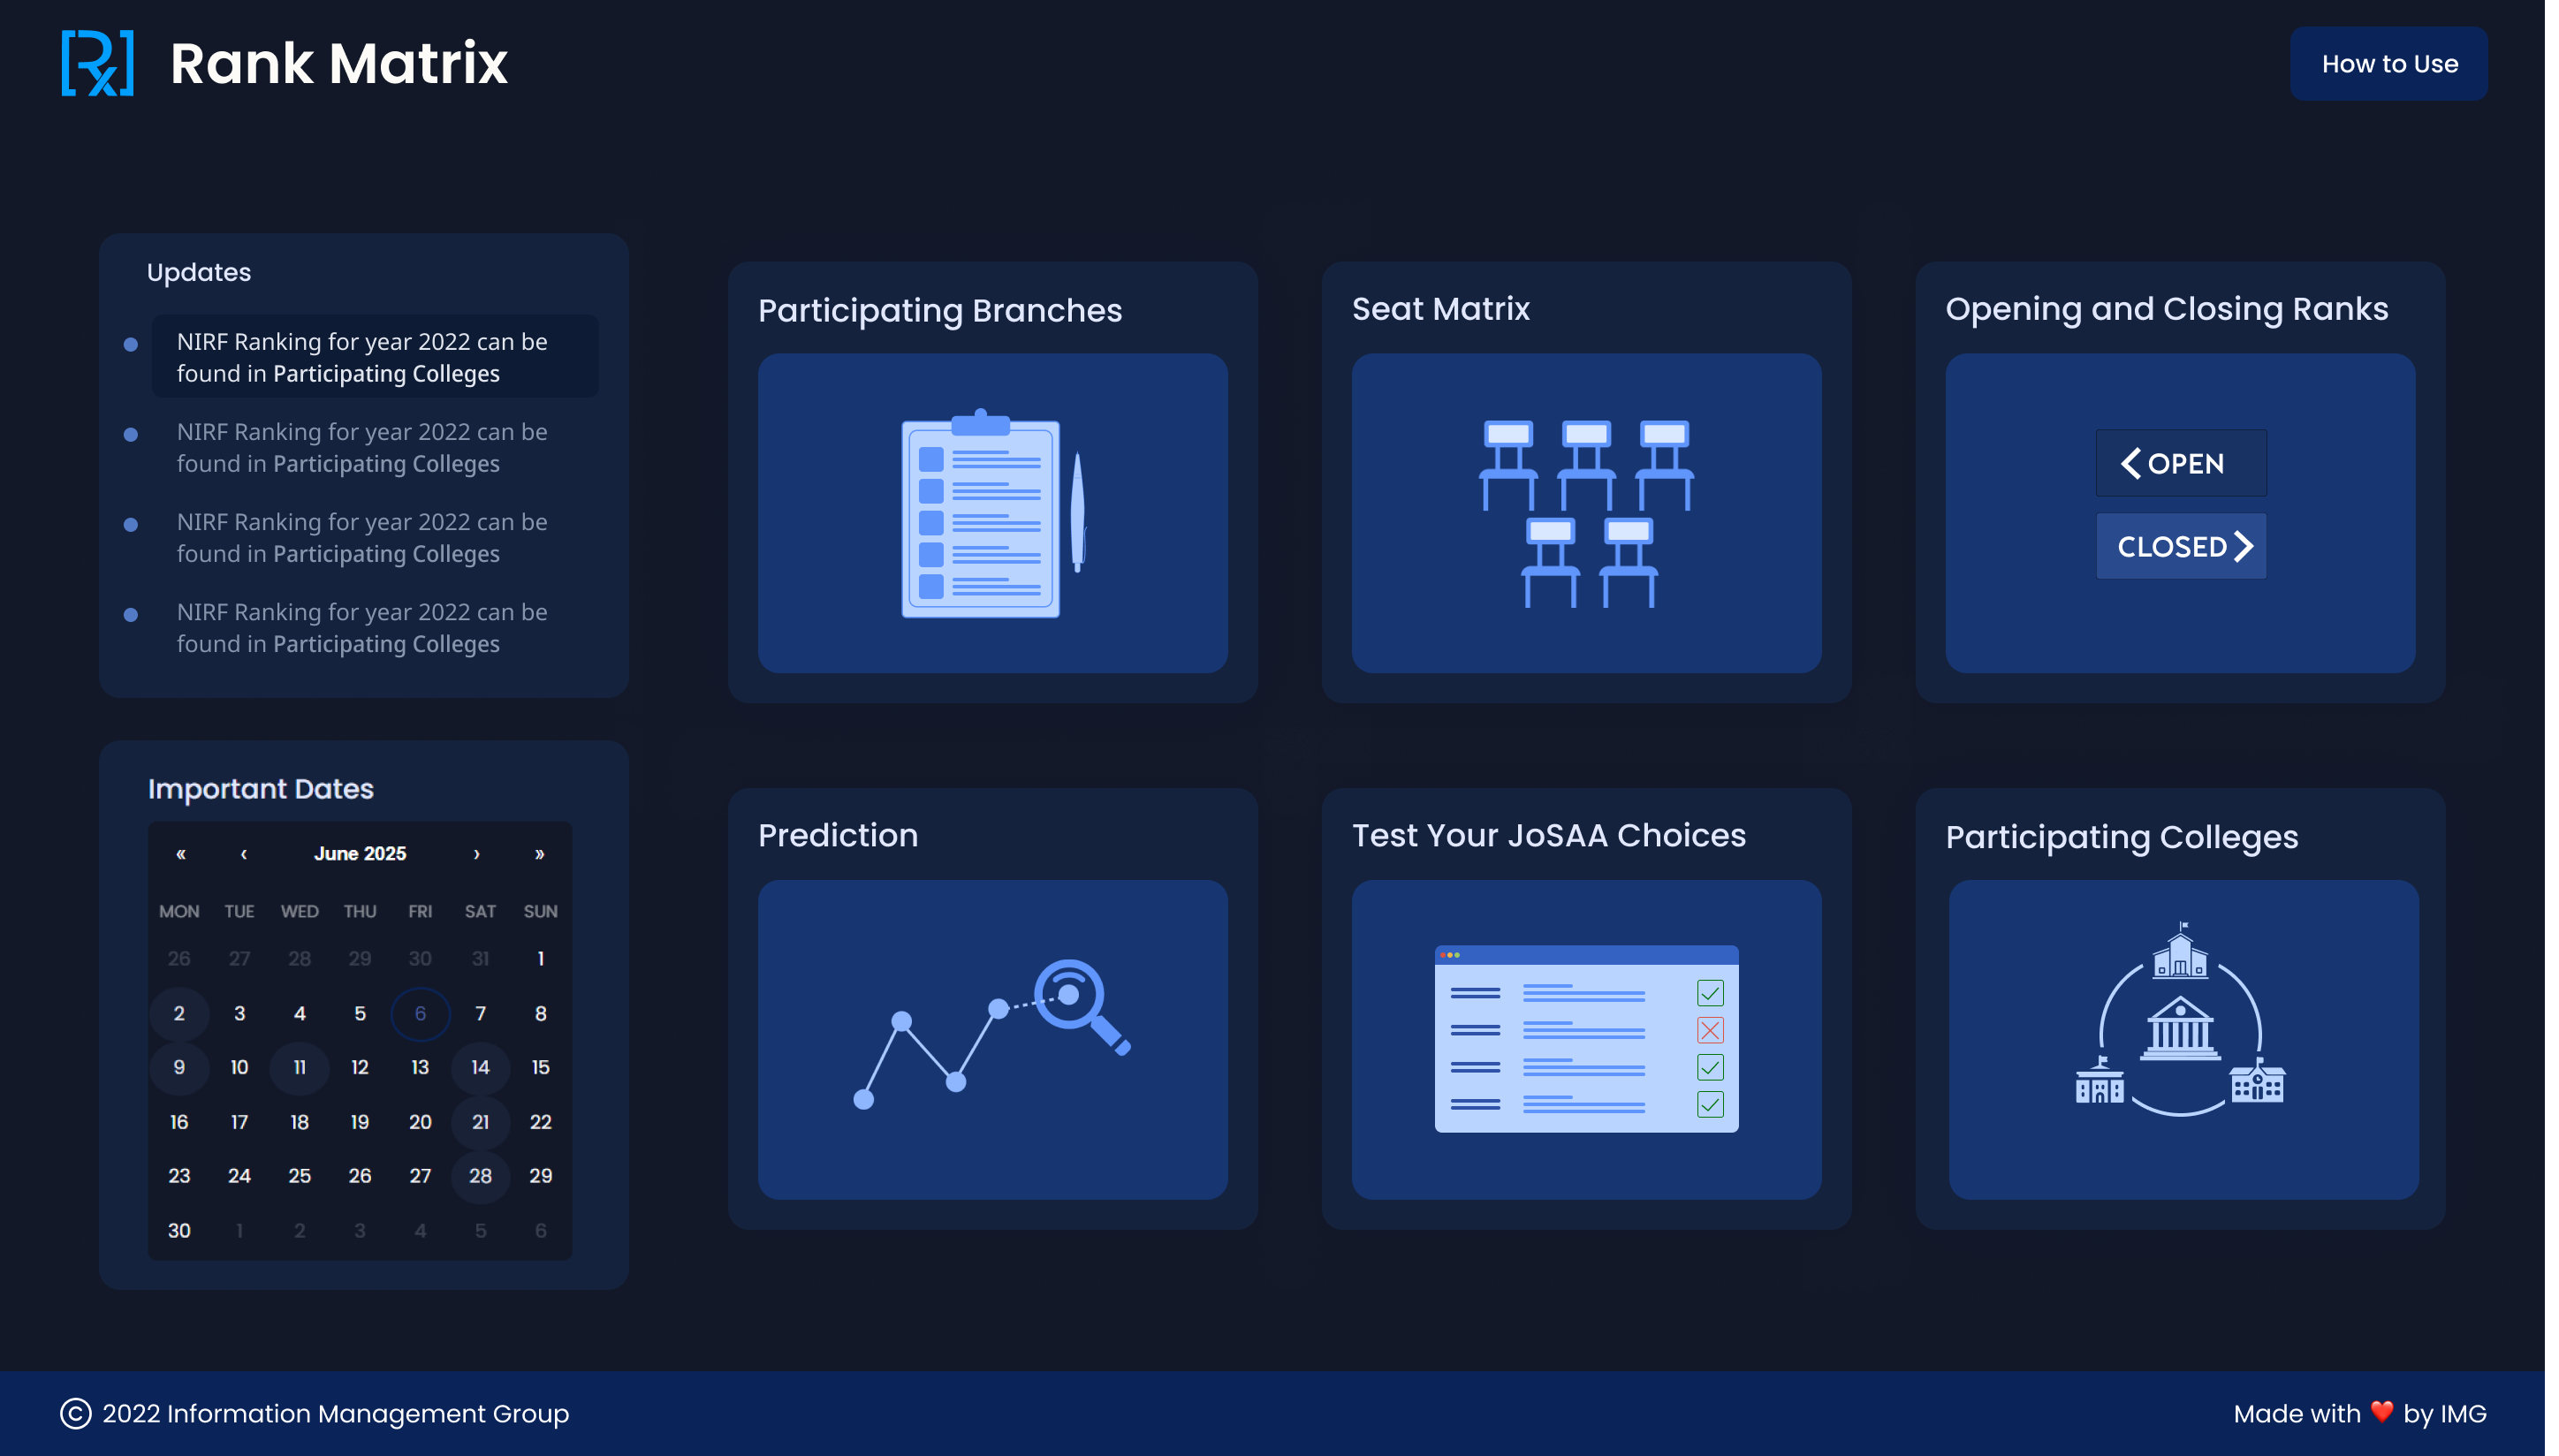 Rx Rank Matrix
How to Use
Updates
NIRF Ranking for year 2022 can be
found in Participating Colleges
NIRF Ranking for year 2022 can be
found in Participating Colleges
NIRF Ranking for year 2022 can be
found in Participating Colleges
NIRF Ranking for year 2022 can be
found in Participating Colleges
Important Dates
« ‹ June 2025 › »
MON TUE WED THU FRI SAT SUN
26 27 28 29 30 31 1
2 3 4 5 6 7 8
9 10 11 12 13 14 15
16 17 18 19 20 21 22
23 24 25 26 27 28 29
30 1 2 3 4 5 6
Participating Branches
Seat Matrix
Opening and Closing Ranks
OPEN
CLOSED
Prediction
Test Your JoSAA Choices
Participating Colleges
© 2022 Information Management Group
Made with ❤️ by IMG